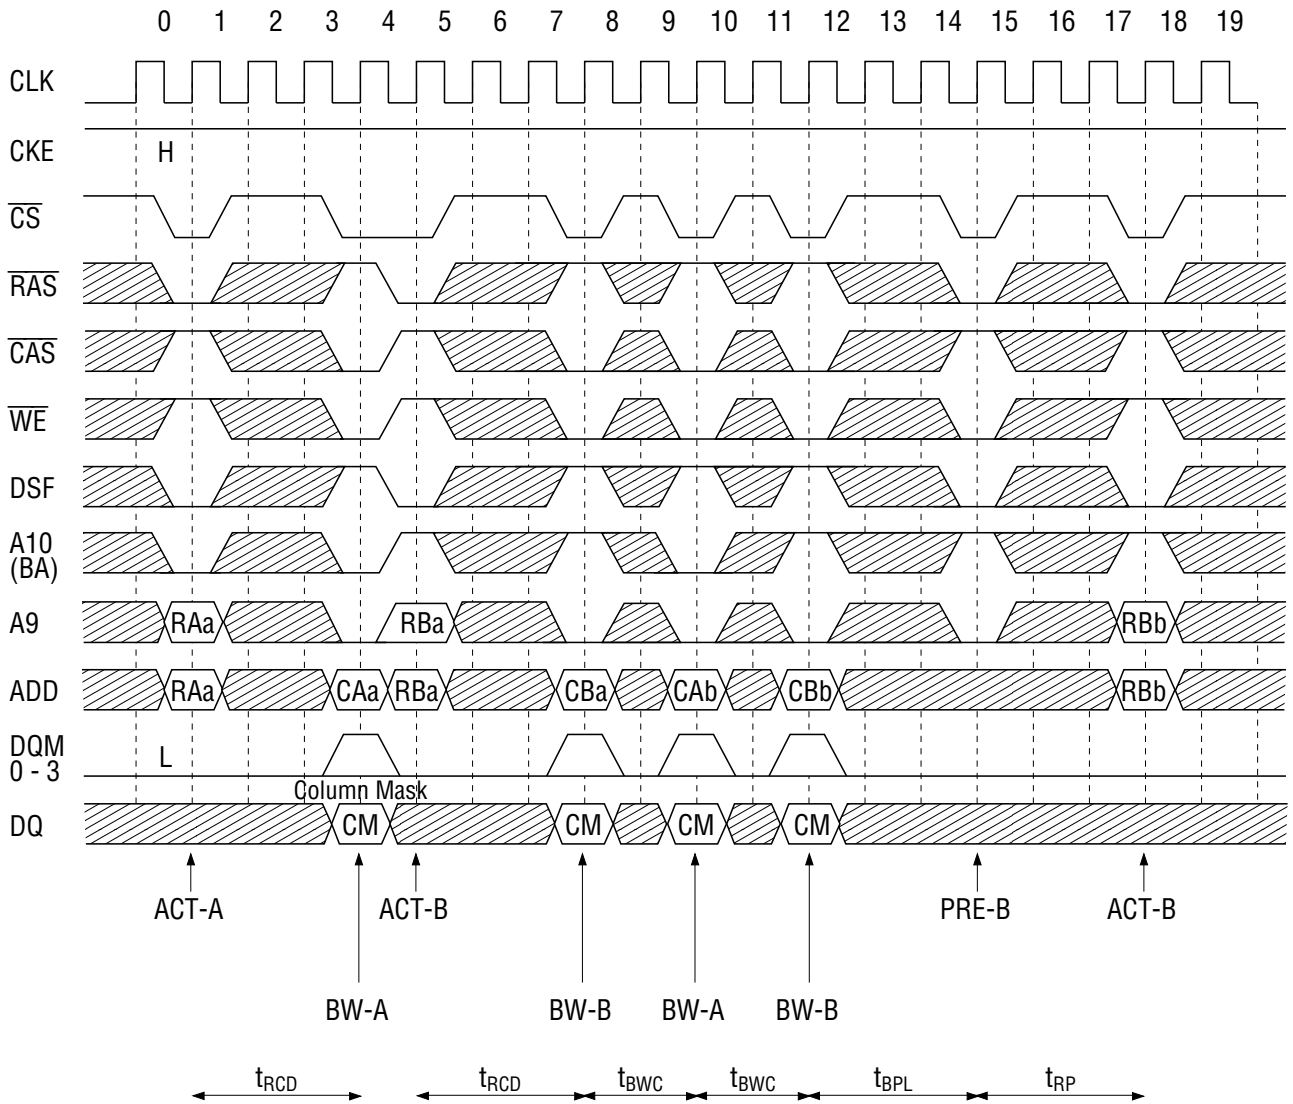 0 1 2 3 4 5 6 7 8 9 10 11 12 13 14 15 16 17 18 19
CLK
CKE H
CS
RAS
CAS
WE
DSF
A10
(BA)
A9 RAa RBa RBb
ADD RAa CAa RBa CBa CAb CBb RBb
DQM
0 - 3 L
Column Mask
DQ CM CM CM CM
ACT-A ACT-B PRE-B ACT-B
BW-A BW-B BW-A BW-B
tRCD tRCD tBWC tBWC tBPL tRP